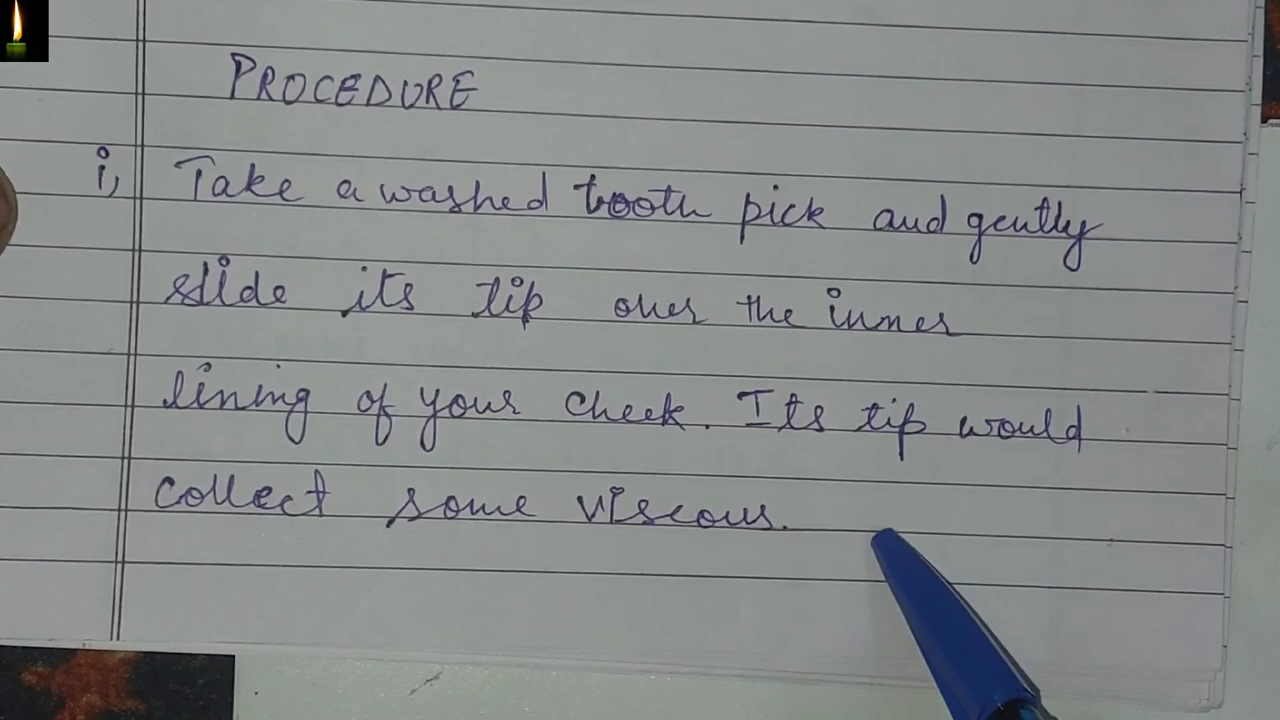 PROCEDURE
i, Take a washed tooth pick and gently
slide its tip over the inner
lining of your cheek. Its tip would
collect some viscous.